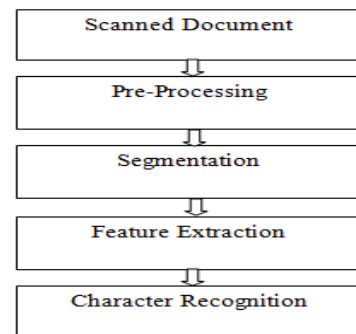 Scanned Document
Pre-Processing
Segmentation
Feature Extraction
Character Recognition